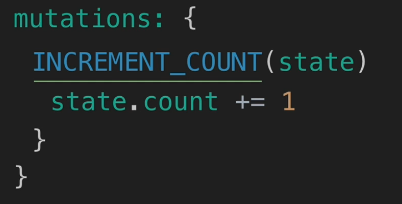 mutations: {
INCREMENT_COUNT(state)
state.count += 1
}
}